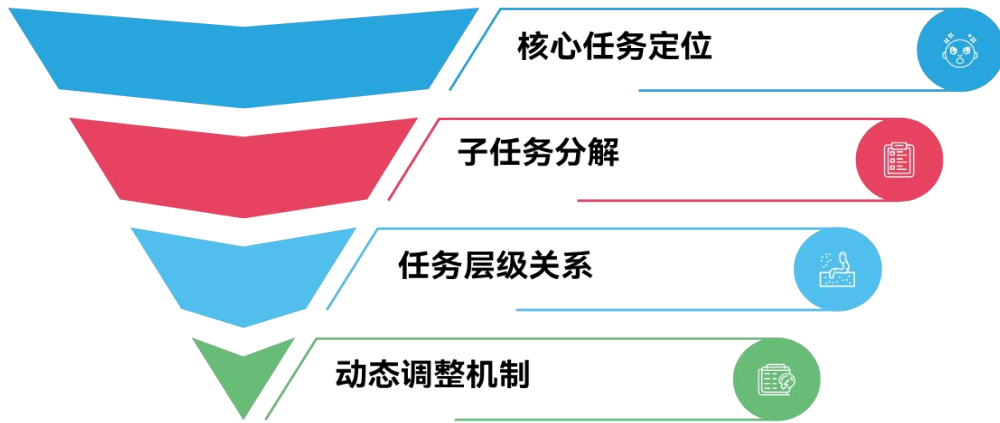 核心任务定位
子任务分解
任务层级关系
动态调整机制